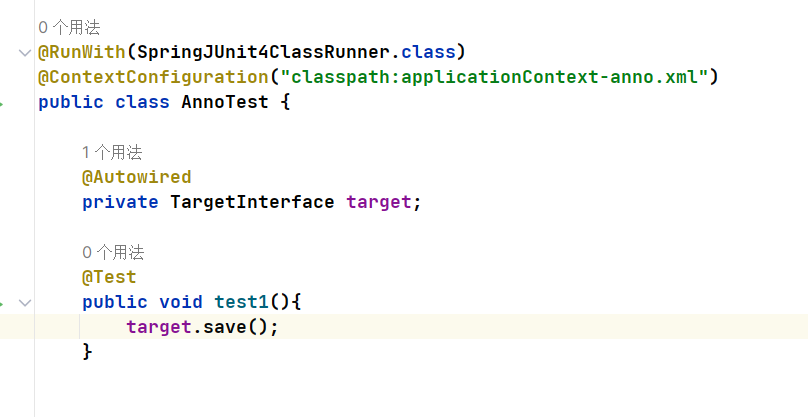 0 个用法
@RunWith(SpringJUnit4ClassRunner.class)
@ContextConfiguration("classpath:applicationContext-anno.xml")
public class AnnoTest {
1 个用法
@Autowired
private TargetInterface target;
0 个用法
@Test
public void test1(){
target.save();
}